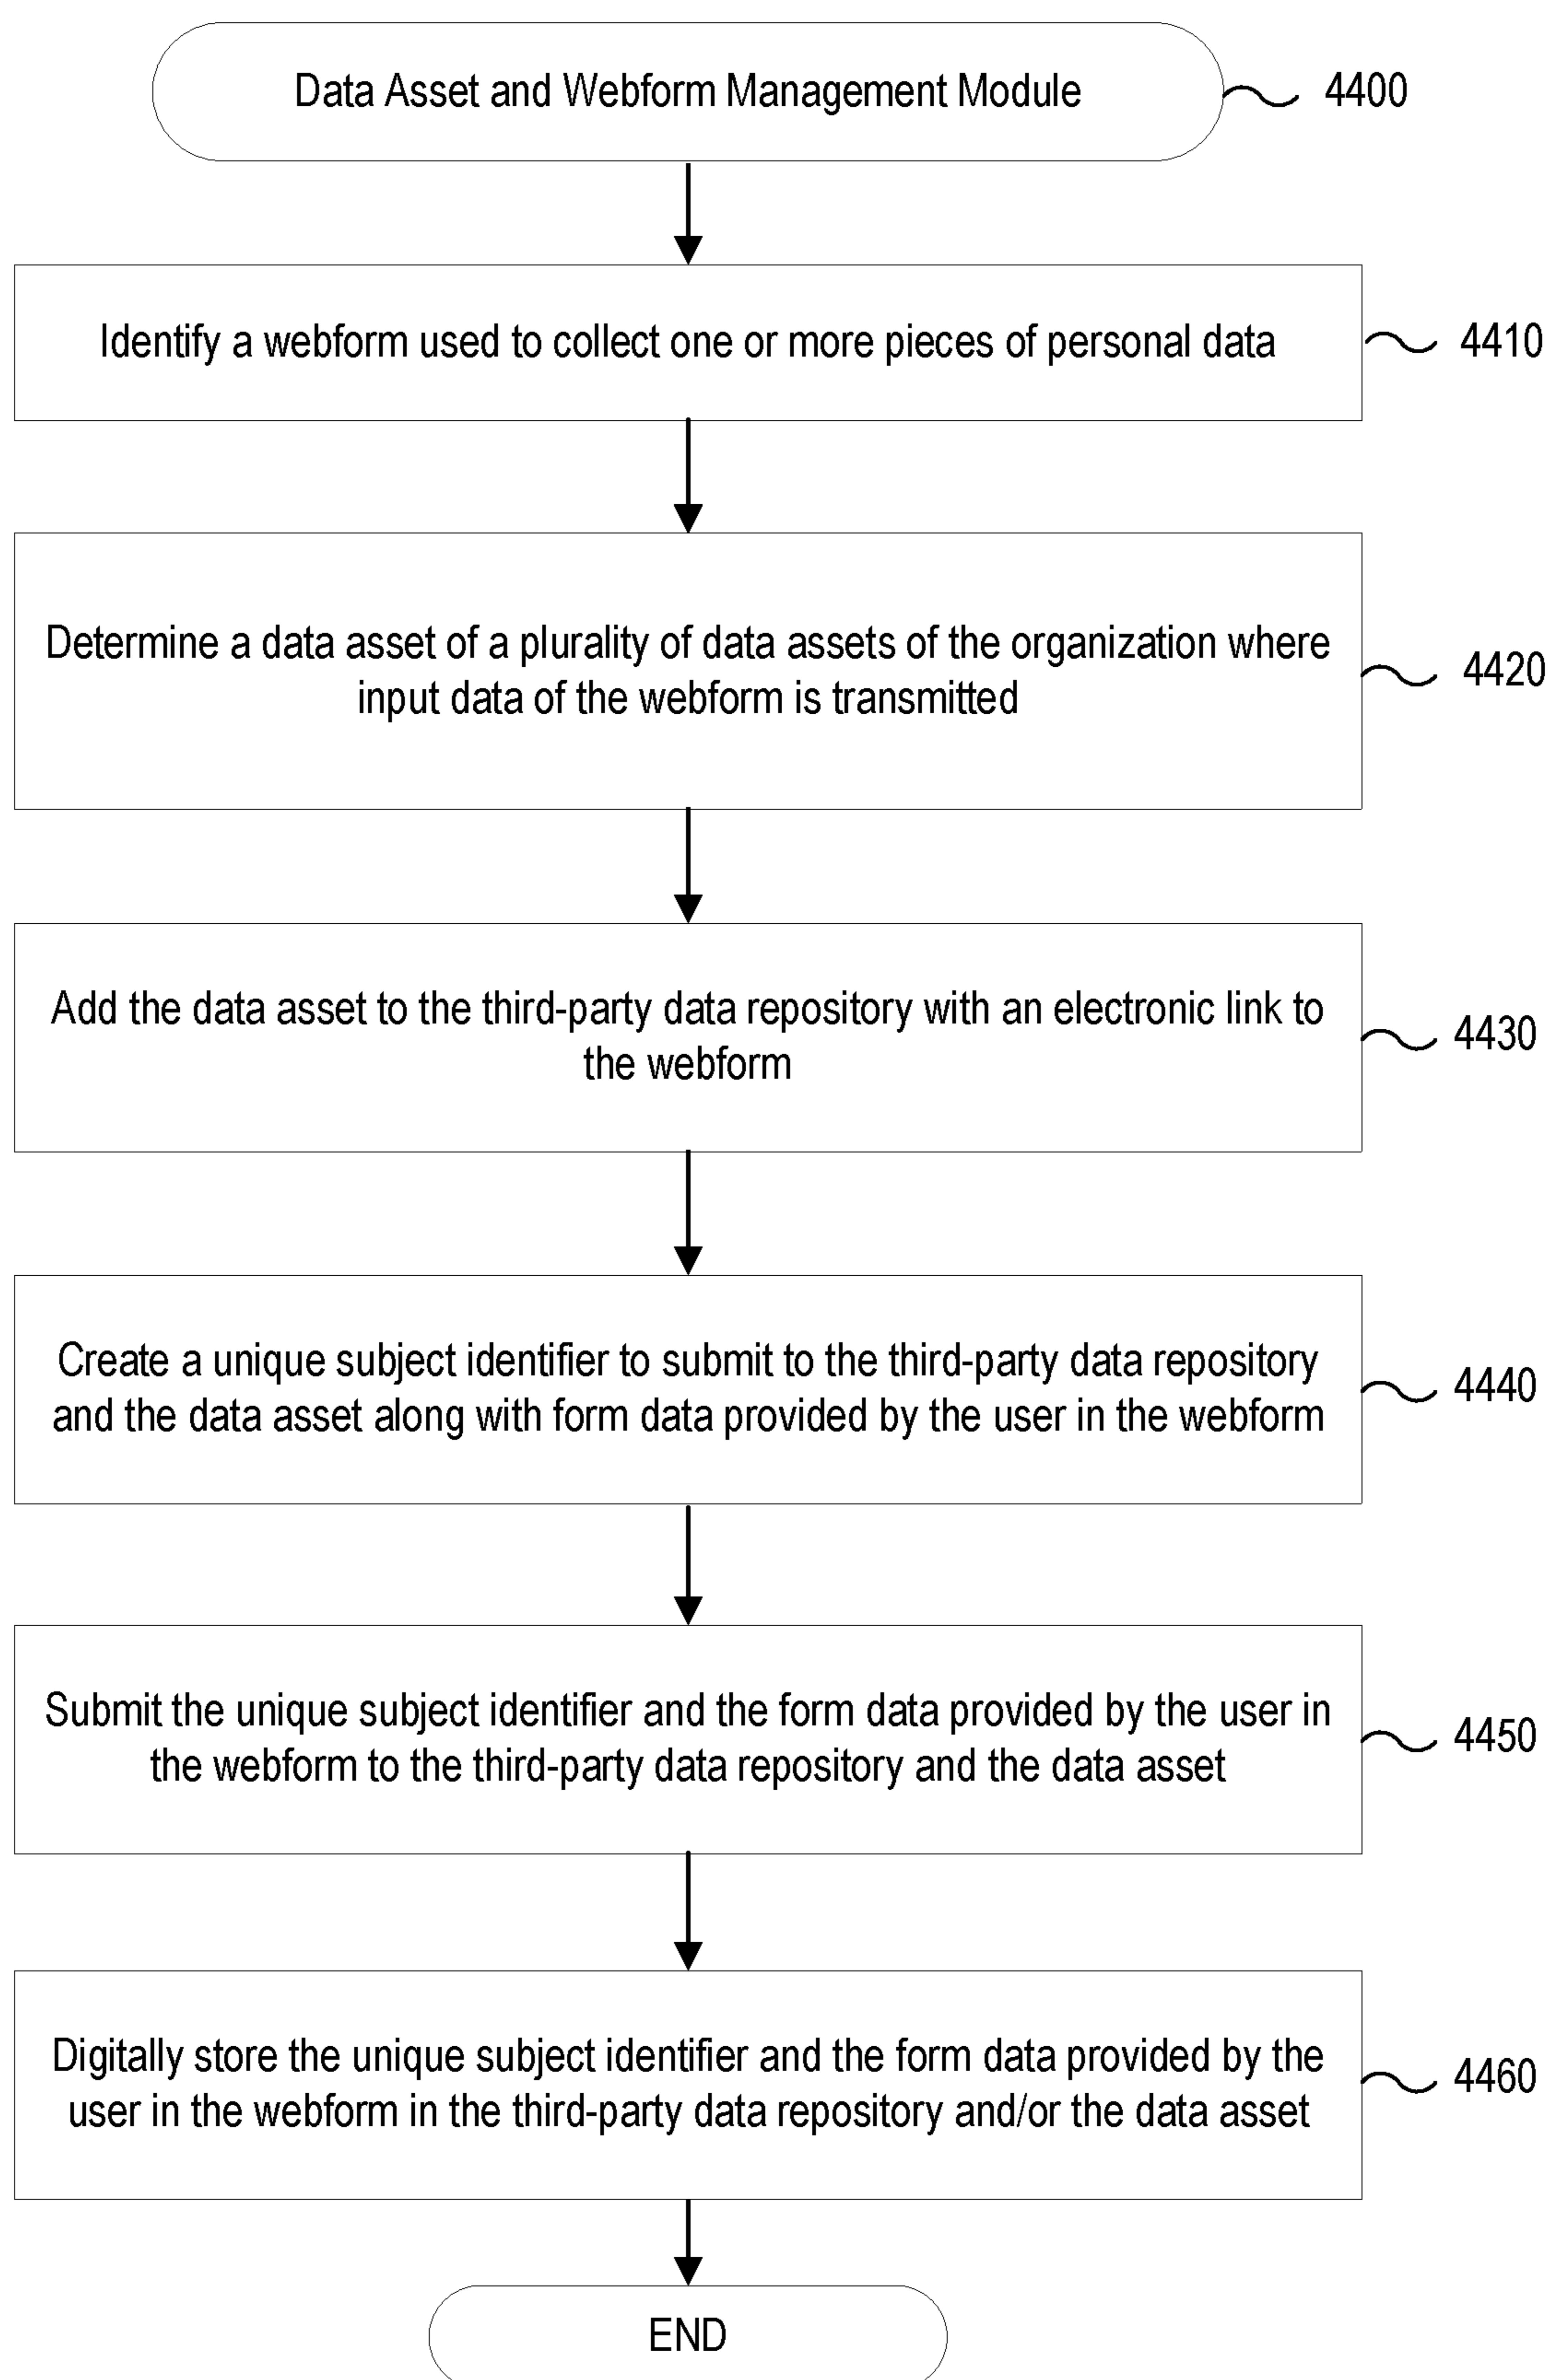 Data Asset and Webform Management Module
4400
Identify a webform used to collect one or more pieces of personal data
4410
Determine a data asset of a plurality of data assets of the organization where
input data of the webform is transmitted
4420
Add the data asset to the third-party data repository with an electronic link to
the webform
4430
Create a unique subject identifier to submit to the third-party data repository
and the data asset along with form data provided by the user in the webform
4440
Submit the unique subject identifier and the form data provided by the user in
the webform to the third-party data repository and the data asset
4450
Digitally store the unique subject identifier and the form data provided by the
user in the webform in the third-party data repository and/or the data asset
4460
END